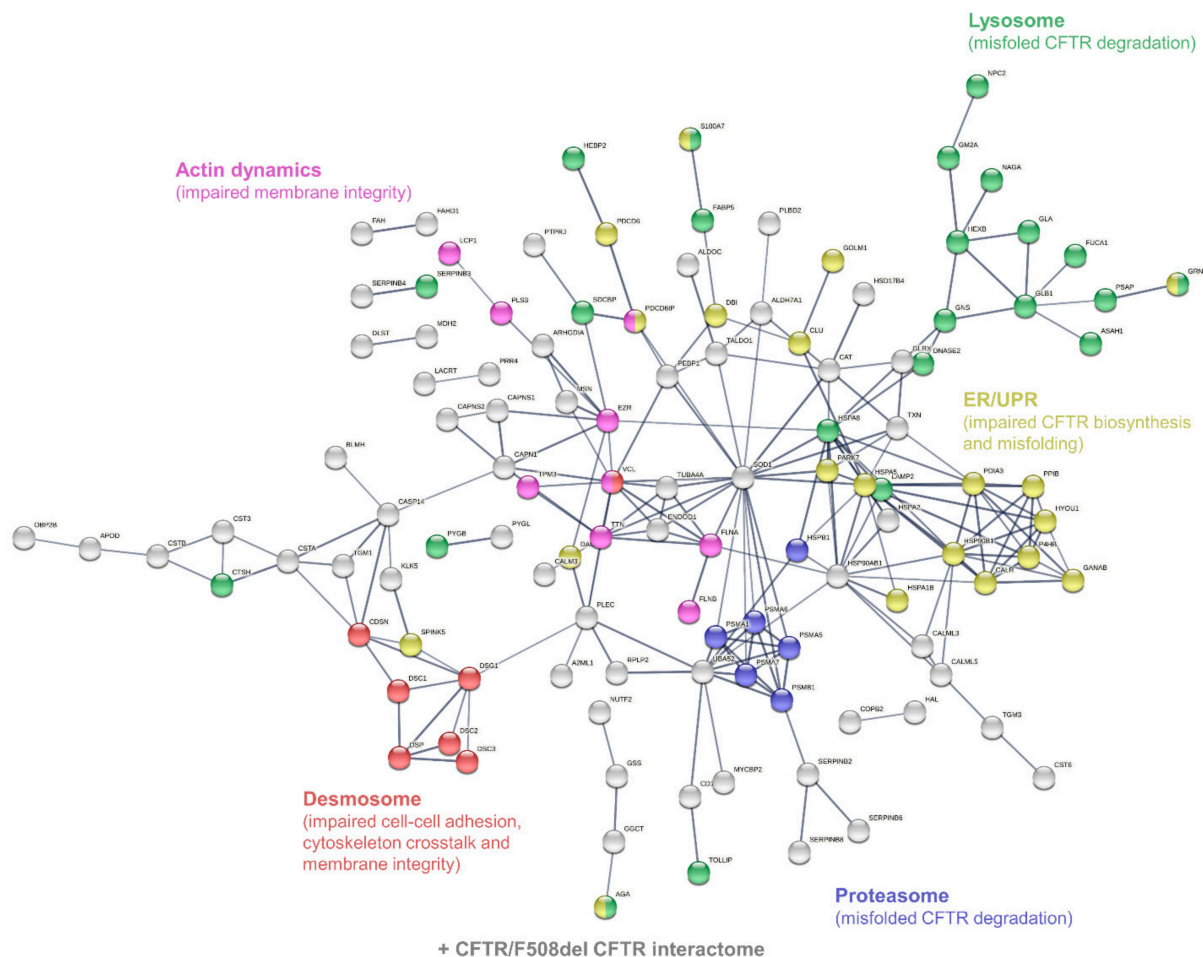 Lysosome
(misfoled CFTR degradation)
NPC2
S100A7
HEBP2
GM2A
Actin dynamics
(impaired membrane integrity)
NAGA
FAHD1
FAH
FABP5
PLBD2
PDCD6
HEXB
GLA
PTPRJ
LCP1
ALDOC
GOLM1
FUCA1
SERPINB3
SERPINB4
HSD17B4
PSAP
GRN
GLB1
PLS3
SDCBP
PDCD6IP
DBI
ALDH7A1
GNS
ASAH1
MDH2
DLST
ARHGDIA
TALDO1
CLU
PRR4
LACRT
PEBP1
CAT
GLRX
DNASE2
MSN
ER/UPR
(impaired CFTR biosynthesis
and misfolding)
CAPNS2
CAPNS1
EZR
HSPA8
TXN
BLMH
CAPN1
TPM3
VCL
TUBA4A
SOD1
PARK7
HSPA5
LAMP2
PDIA3
PPIB
CASP14
ENDOD1
HSPA2
HYOU1
OBP2B
APOD
CST3
CSTB
CSTA
TGM1
PYGB
PYGL
TTN
FLNA
HSPB1
HSP90B1
P4HB
CALM3
HSP90AB1
CTSH
KLK5
CALR
GANAB
FLNB
HSPA1B
PLEC
PSMA1
PSMA6
CDSN
SPINK5
PSMA5
CALML3
DSG1
A2ML1
RPLP2
UBA52
PSMA7
CALML5
DSC1
PSMB1
NUTF2
COPB2
HAL
TGM3
DSP
DSC2
DSC3
GSS
MYCBP2
SERPINB2
CST6
Desmosome
(impaired cell-cell adhesion,
cytoskeleton crosstalk and
membrane integrity)
GGCT
SERPINB6
SERPINB8
TOLLIP
AGA
Proteasome
(misfolded CFTR degradation)
+ CFTR/F508del CFTR interactome